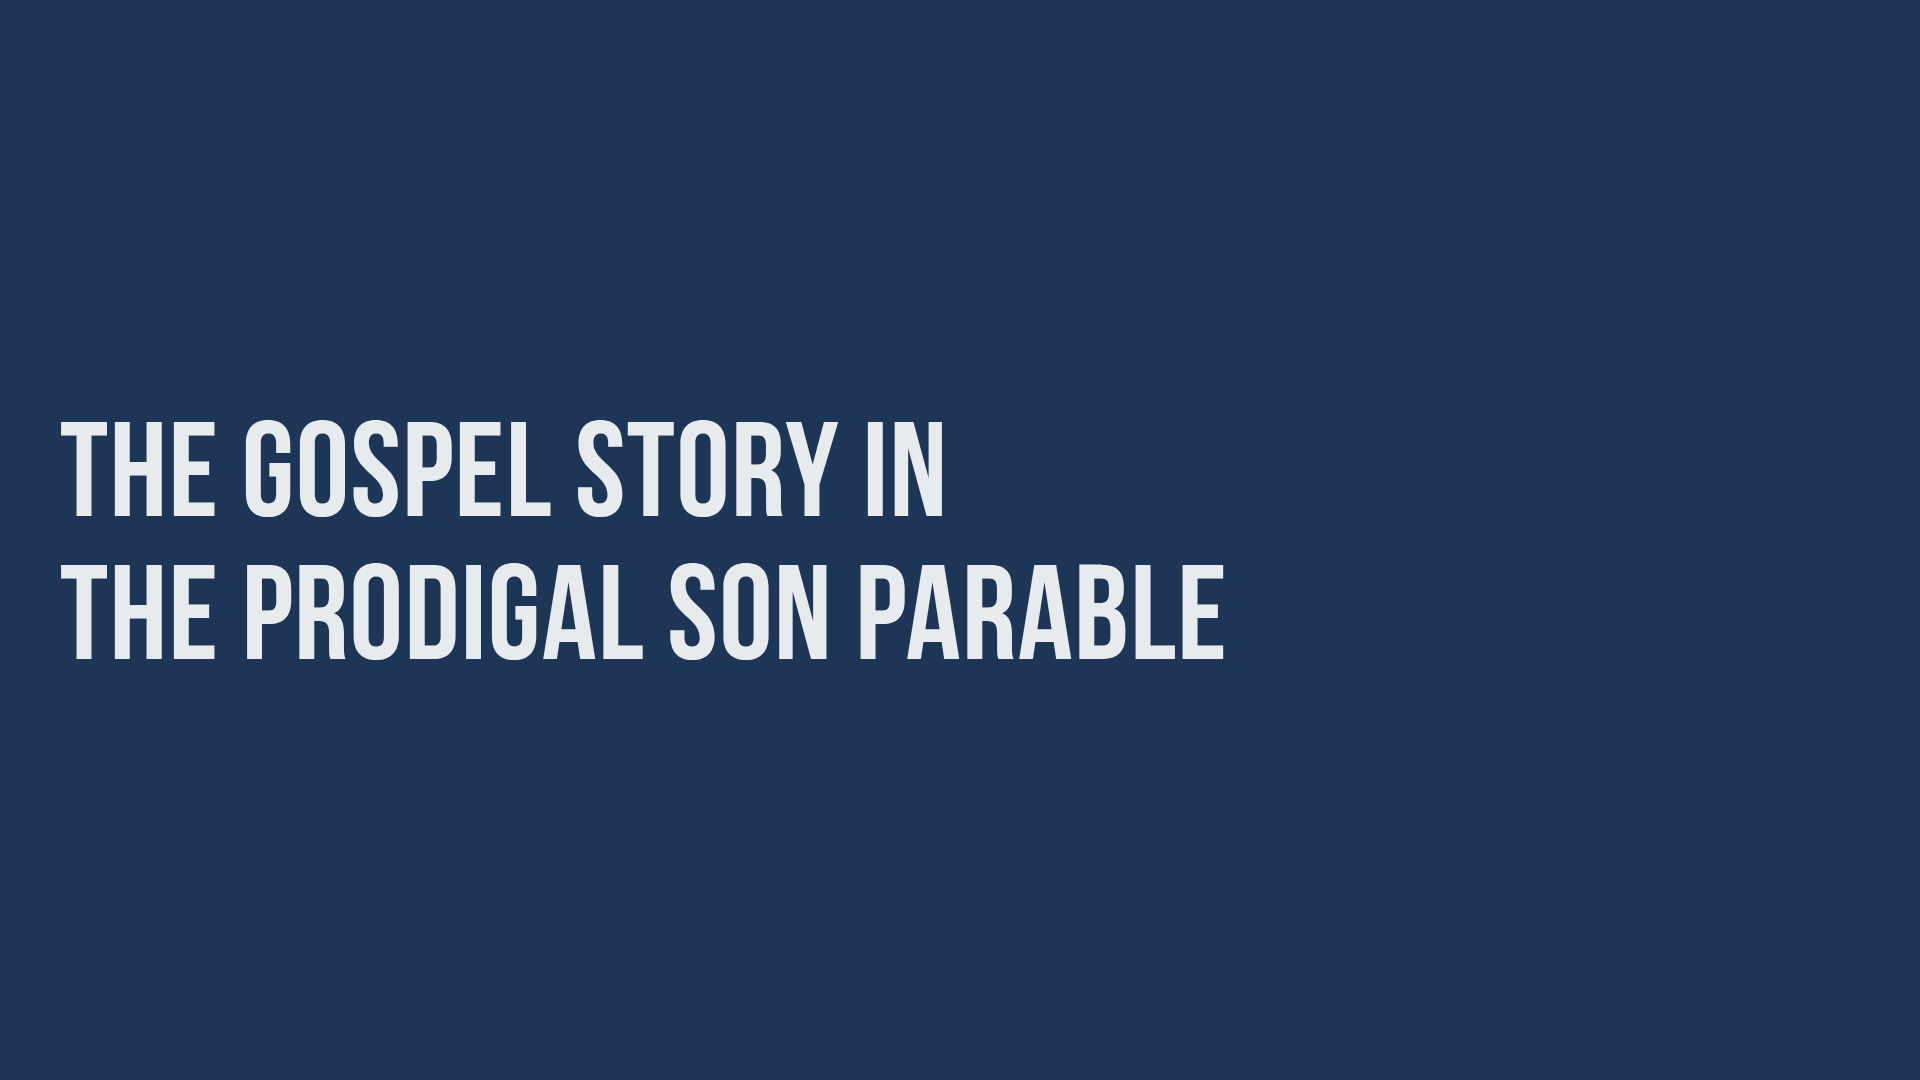 THE GOSPEL STORY IN
THE PRODIGAL SON PARABLE